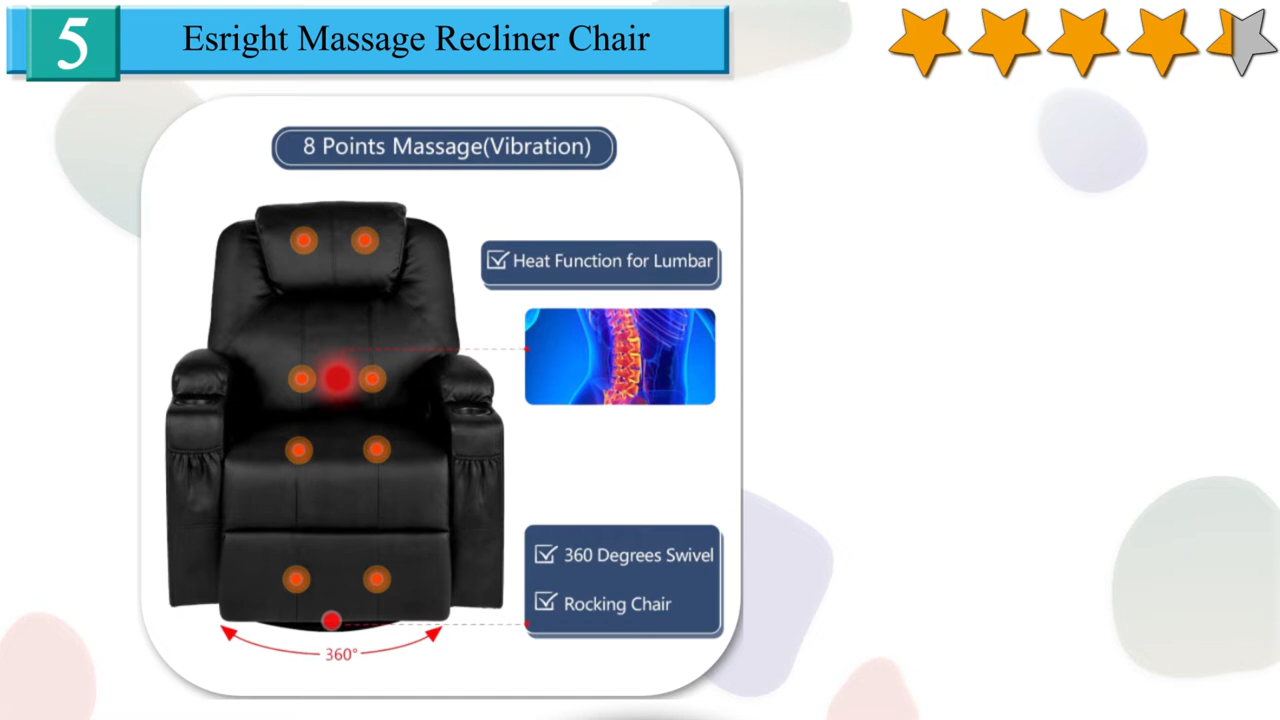 5
Esright Massage Recliner Chair
8 Points Massage(Vibration)
Heat Function for Lumbar
360 Degrees Swivel
Rocking Chair
360°